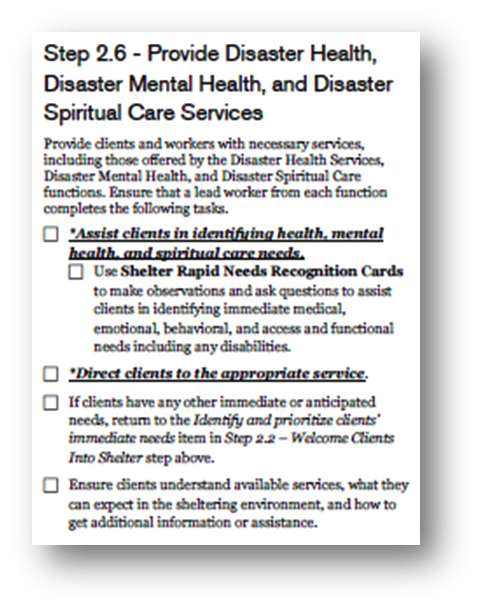 Step 2.6 - Provide Disaster Health,
Disaster Mental Health, and Disaster
Spiritual Care Services
Provide clients and workers with necessary services,
including those offered by the Disaster Health Services,
Disaster Mental Health, and Disaster Spiritual Care
functions. Ensure that a lead worker from each function
completes the following tasks.
*Assist clients in identifying health, mental
health, and spiritual care needs.
Use Shelter Rapid Needs Recognition Cards
to make observations and ask questions to assist
clients in identifying immediate medical,
emotional, behavioral, and access and functional
needs including any disabilities.
*Direct clients to the appropriate service.
If clients have any other immediate or anticipated
needs, return to the Identify and prioritize clients'
immediate needs item in Step 2.2 – Welcome Clients
Into Shelter step above.
Ensure clients understand available services, what they
can expect in the sheltering environment, and how to
get additional information or assistance.